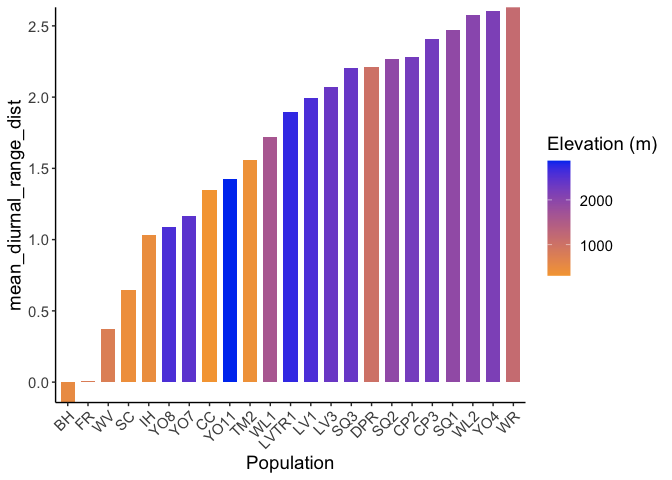 mean_diurnal_range_dist
2.5
2.0
1.5
1.0
0.5
0.0
BH FR WV SC IH YO8 YO7 CC YO11 TM2 WL1 LVTR1 LV1 LV3 SQ3 DPR SQ2 CP2 CP3 SQ1 WL2 YO4 WR
Population
Elevation (m)
2000
1000